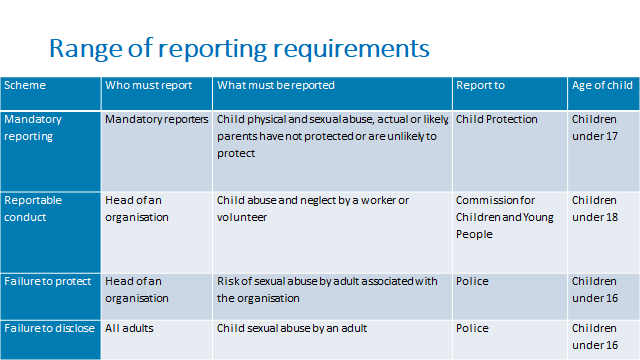 Range of reporting requirements
Scheme
Who must report
What must be reported
Report to
Age of child
Mandatory
reporting
Mandatory reporters
Child physical and sexual abuse, actual or likely,
parents have not protected or are unlikely to
protect
Child Protection
Children
under 17
Reportable
conduct
Head of an
organisation
Child abuse and neglect by a worker or
volunteer
Commission for
Children and Young
People
Children
under 18
Failure to protect
Head of an
organisation
Risk of sexual abuse by adult associated with
the organisation
Police
Children
under 16
Failure to disclose
All adults
Child sexual abuse by an adult
Police
Children
under 16